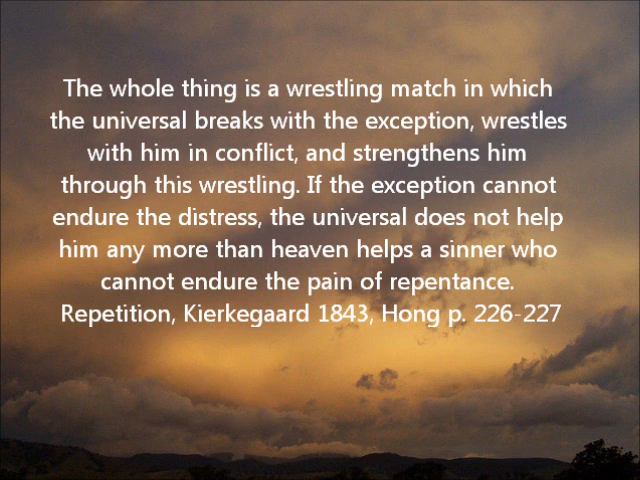 The whole thing is a wrestling match in which
the universal breaks with the exception, wrestles
with him in conflict, and strengthens him
through this wrestling. If the exception cannot
endure the distress, the universal does not help
him any more than heaven helps a sinner who
cannot endure the pain of repentance.
Repetition, Kierkegaard 1843, Hong p. 226-227